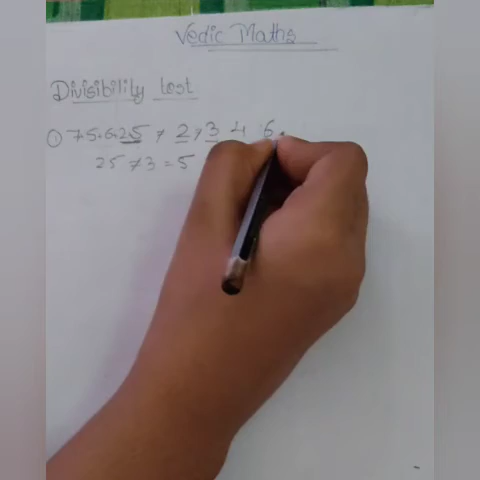 Vedic Maths
Divisibility test
① 75625, 2, 3 4 6.
25 ÷ 3 = 5